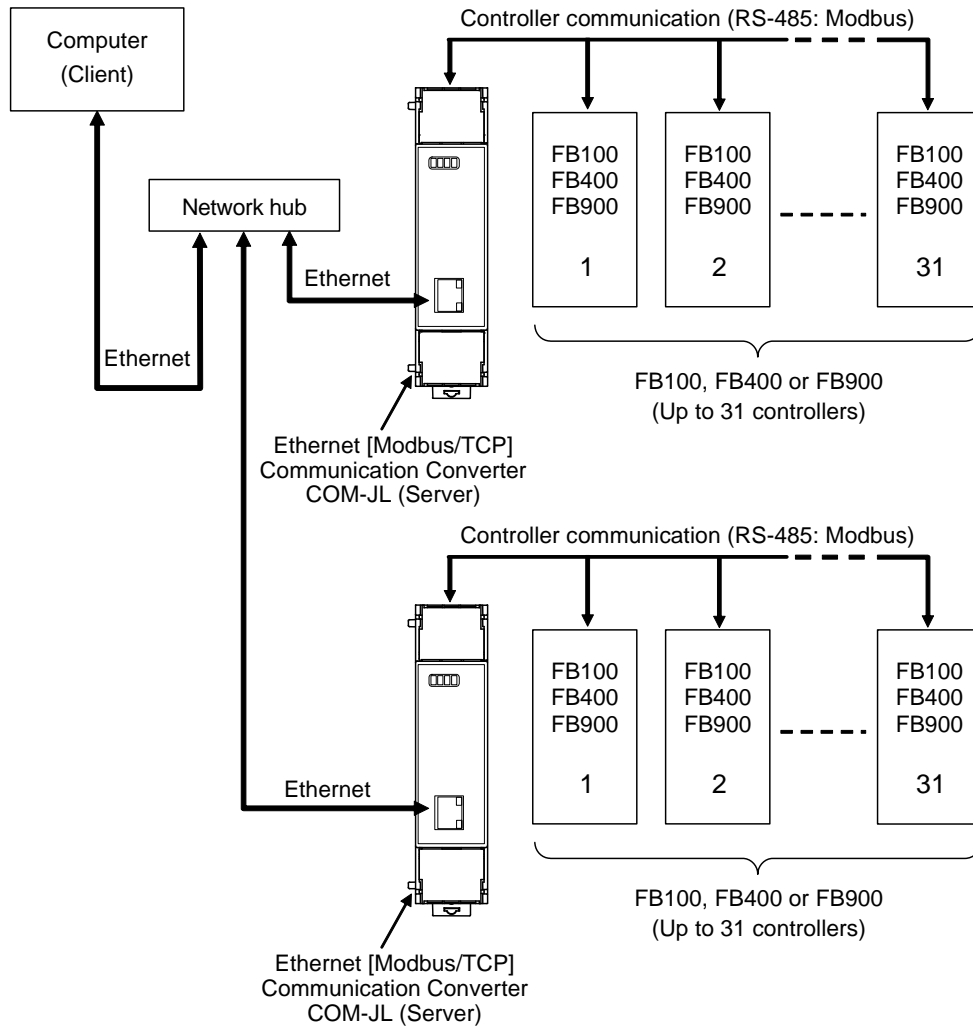 Controller communication (RS-485: Modbus)
Computer
(Client)
FB100
FB400
FB900
1
FB100
FB400
FB900
2
FB100
FB400
FB900
31
Network hub
Ethernet
Ethernet
FB100, FB400 or FB900
(Up to 31 controllers)
Ethernet [Modbus/TCP]
Communication Converter
COM-JL (Server)
Controller communication (RS-485: Modbus)
FB100
FB400
FB900
1
FB100
FB400
FB900
2
FB100
FB400
FB900
31
Ethernet
FB100, FB400 or FB900
(Up to 31 controllers)
Ethernet [Modbus/TCP]
Communication Converter
COM-JL (Server)